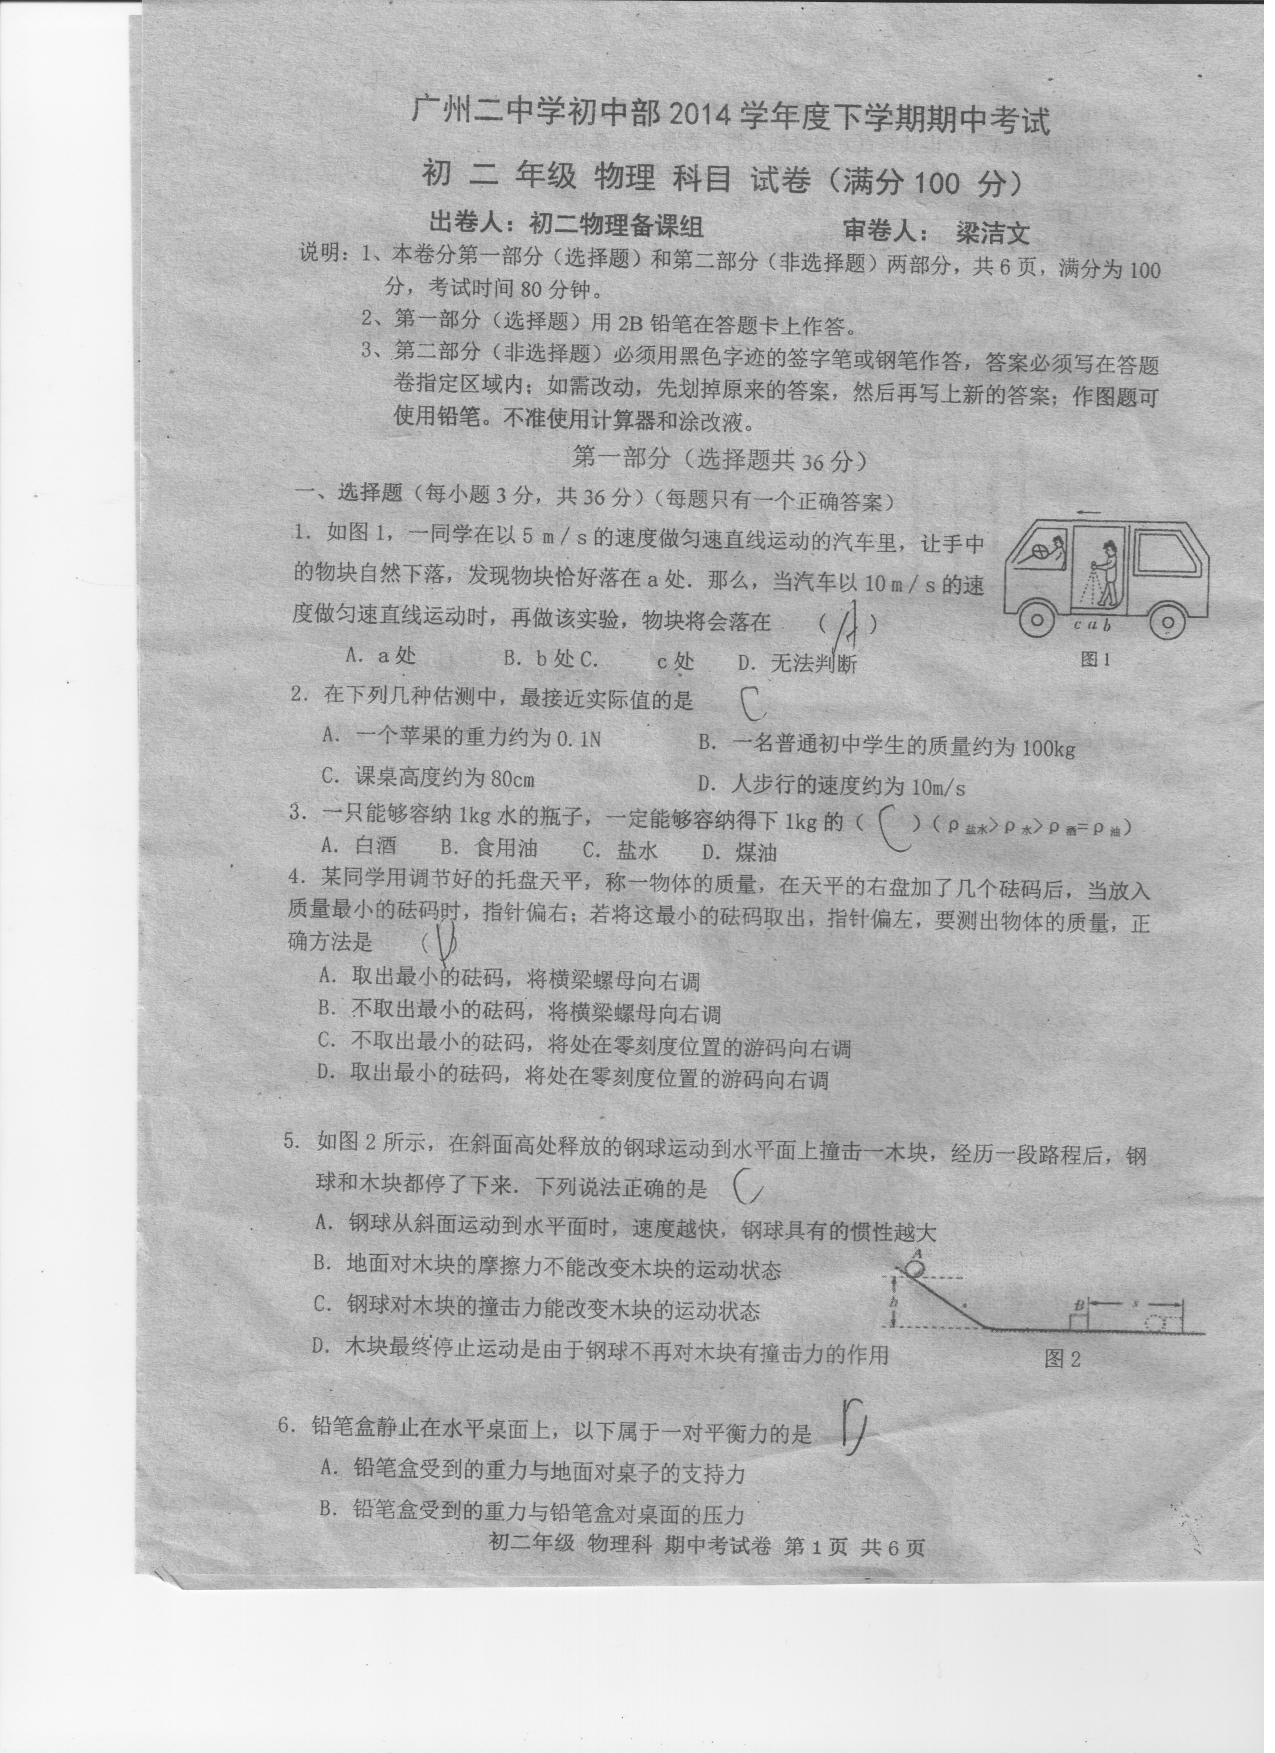 广州二中学初中部2014学年度下学期期中考试
初 二 年级 物理 科目 试卷（满分100 分）
出卷人：初二物理备课组 审卷人： 梁洁文
说明：1、本卷分第一部分（选择题）和第二部分（非选择题）两部分，共6页，满分为100
分，考试时间80分钟。
2、第一部分（选择题）用2B铅笔在答题卡上作答。
3、第二部分（非选择题）必须用黑色字迹的签字笔或钢笔作答，答案必须写在答题
卷指定区域内；如需改动，先划掉原来的答案，然后再写上新的答案；作图题可
使用铅笔。不准使用计算器和涂改液。
第一部分（选择题共36分）
一、选择题（每小题3分，共36分）（每题只有一个正确答案）
1．如图1，一同学在以5 m／s的速度做匀速直线运动的汽车里，让手中
的物块自然下落，发现物块恰好落在a处．那么，当汽车以10m／s的速
度做匀速直线运动时，再做该实验，物块将会落在 （A）
A．a处 B．b处C． c处 D．无法判断
c a b
图1
2．在下列几种估测中，最接近实际值的是 C
A．一个苹果的重力约为0.1N B．一名普通初中学生的质量约为100kg
C．课桌高度约为80cm D．人步行的速度约为10m/s
3．一只能够容纳1kg水的瓶子，一定能够容纳得下1kg的（C）（ρ盐水>ρ水>ρ酒=ρ油）
A．白酒 B．食用油 C．盐水 D．煤油
4．某同学用调节好的托盘天平，称一物体的质量，在天平的右盘加了几个砝码后，当放入
质量最小的砝码时，指针偏右；若将这最小的砝码取出，指针偏左，要测出物体的质量，正
确方法是 （D）
A．取出最小的砝码，将横梁螺母向右调
B．不取出最小的砝码，将横梁螺母向右调
C．不取出最小的砝码，将处在零刻度位置的游码向右调
D．取出最小的砝码，将处在零刻度位置的游码向右调
5．如图2所示，在斜面高处释放的钢球运动到水平面上撞击一木块，经历一段路程后，钢
球和木块都停了下来．下列说法正确的是 C
A．钢球从斜面运动到水平面时，速度越快，钢球具有的惯性越大
B．地面对木块的摩擦力不能改变木块的运动状态
C．钢球对木块的撞击力能改变木块的运动状态
D．木块最终停止运动是由于钢球不再对木块有撞击力的作用
A
h
B s
图2
6．铅笔盒静止在水平桌面上，以下属于一对平衡力的是 D
A．铅笔盒受到的重力与地面对桌子的支持力
B．铅笔盒受到的重力与铅笔盒对桌面的压力
初二年级 物理科 期中考试卷 第1页 共6页